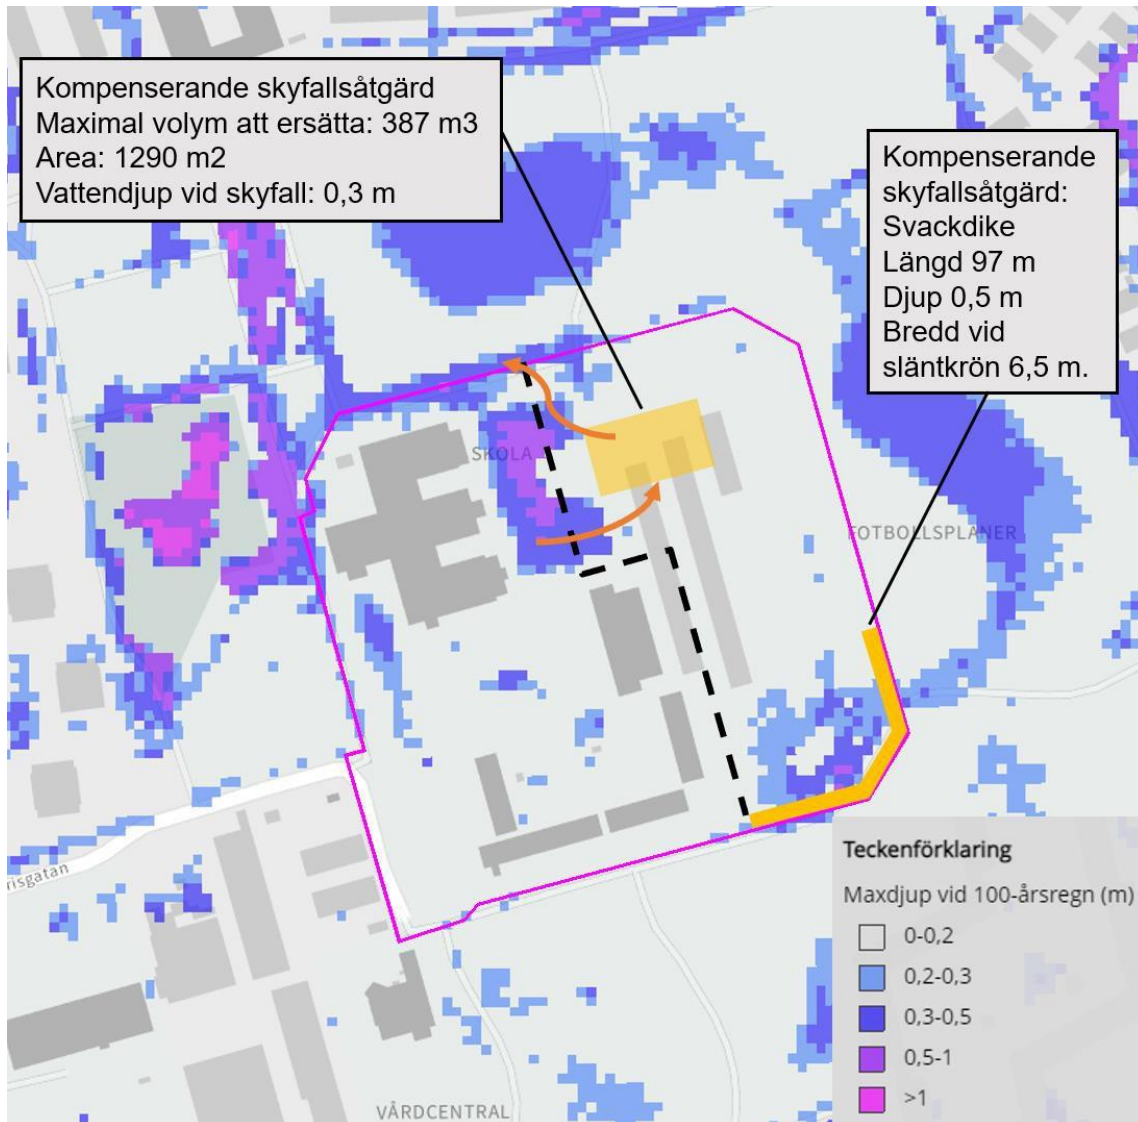 Kompenserande skyfallsåtgärd
Maximal volym att ersätta: 387 m3
Area: 1290 m2
Vattendjup vid skyfall: 0,3 m
Kompenserande
skyfallsåtgärd:
Svackdike
Längd 97 m
Djup 0,5 m
Bredd vid
släntkrön 6,5 m.
SKOLA
FOTBOLLSPLANER
risgatan
VÅRDCENTRAL
Teckenförklaring
Maxdjup vid 100-årsregn (m)
0-0,2
0,2-0,3
0,3-0,5
0,5-1
>1